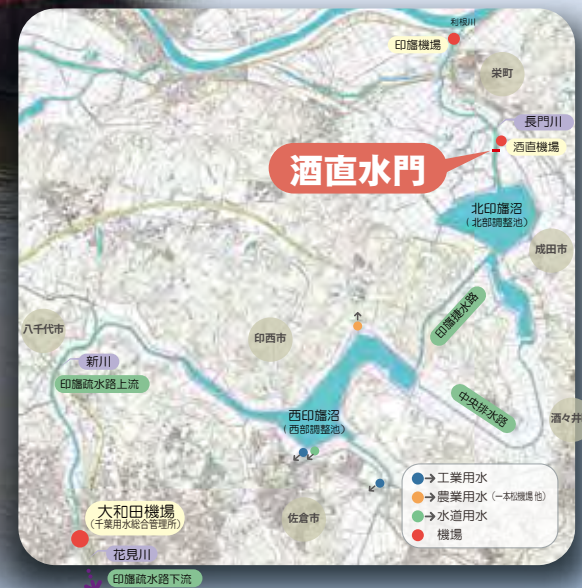 利根川
印旛機場
栄町
長門川
酒直機場
酒直水門
北印旛沼
（北部調整池）
成田市
印旛捷水路
八千代市
印西市
新川
印旛疏水路上流
中央排水路
西印旛沼
（西部調整池）
酒々井
大和田機場
（千葉用水総合管理所）
佐倉市
花見川
印旛疏水路下流
→工業用水
→農業用水（一本松機場他）
→水道用水
機場